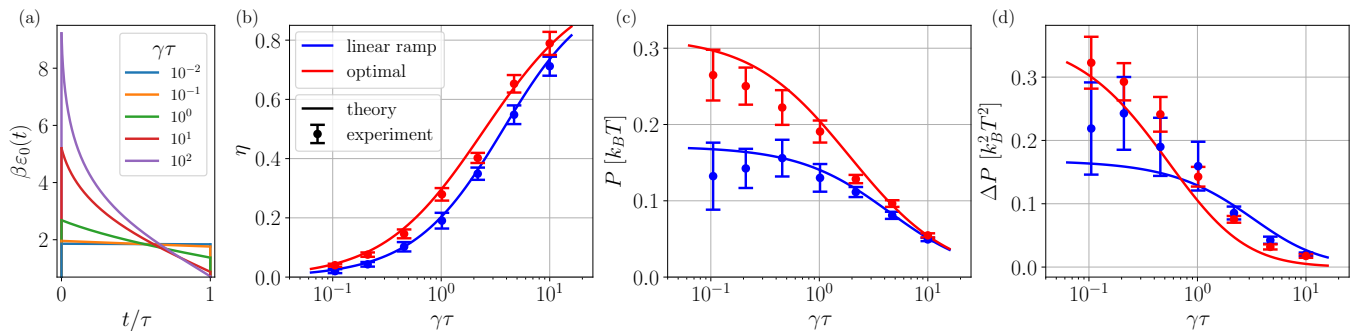 (a)
βε₀(t)
8
6
4
2
γτ
10⁻²
10⁻¹
10⁰
10¹
10²
0
1
t/τ
(b)
η
0.8
0.6
0.4
0.2
0.0
linear ramp
optimal
theory
experiment
10⁻¹
10⁰
10¹
γτ
(c)
P [k_BT]
0.3
0.2
0.1
0.0
10⁻¹
10⁰
10¹
γτ
(d)
ΔP [k_B²T²]
0.3
0.2
0.1
0.0
10⁻¹
10⁰
10¹
γτ